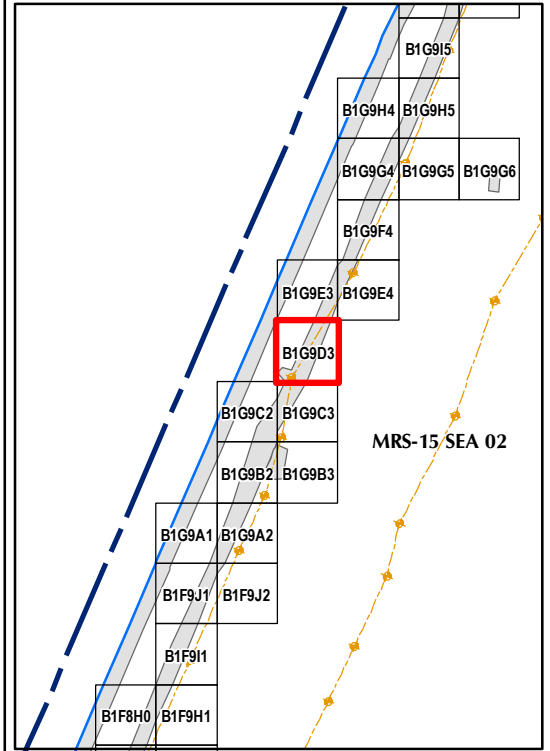 B1G9I5
B1G9H4 B1G9H5
B1G9G4 B1G9G5 B1G9G6
B1G9F4
B1G9E3 B1G9E4
B1G9D3
B1G9C2 B1G9C3
MRS-15 SEA 02
B1G9B2 B1G9B3
B1G9A1 B1G9A2
B1F9J1 B1F9J2
B1F9I1
B1F8H0 B1F9H1